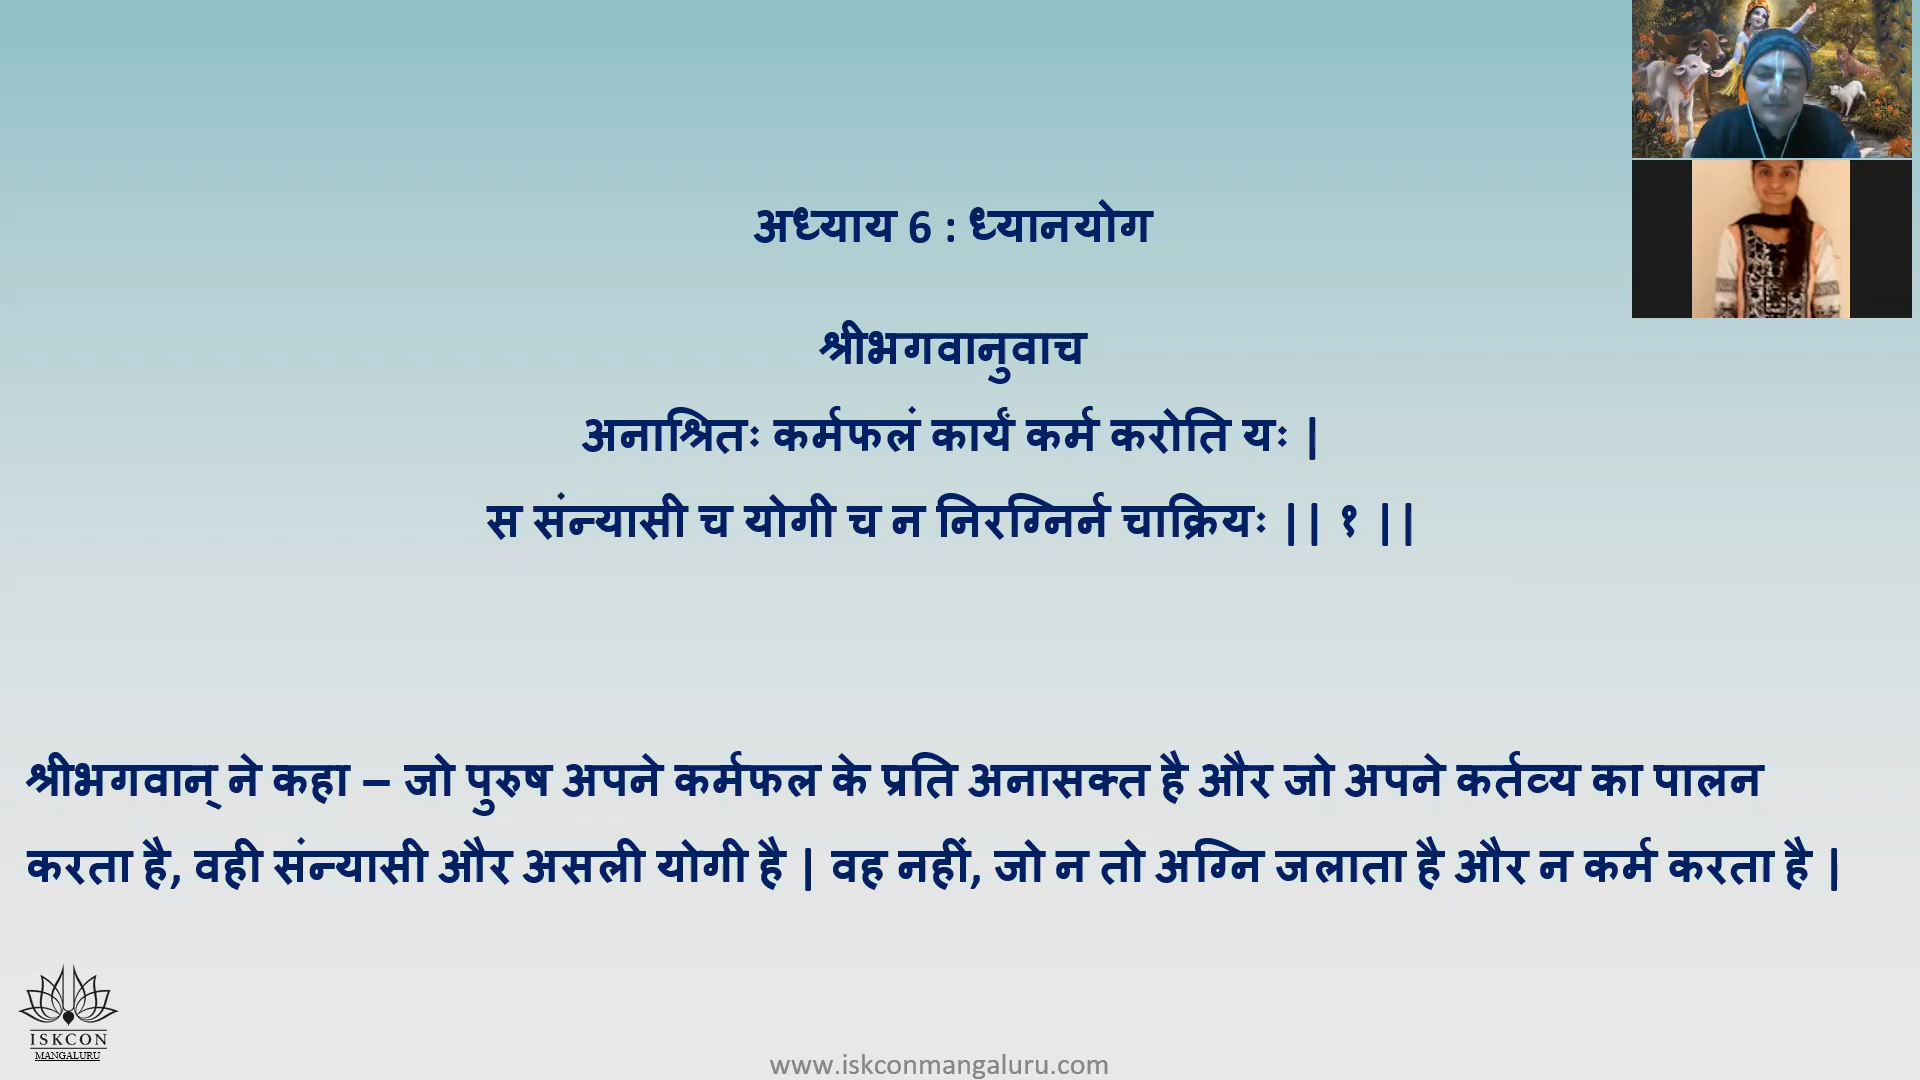 अध्याय 6 : ध्यानयोग
श्रीभगवानुवाच
अनाश्रितः कर्मफलं कार्यं कर्म करोति यः |
स संन्यासी च योगी च न निरग्निर्न चाक्रियः || १ ||
श्रीभगवान् ने कहा – जो पुरुष अपने कर्मफल के प्रति अनासक्त है और जो अपने कर्तव्य का पालन
करता है, वही संन्यासी और असली योगी है | वह नहीं, जो न तो अग्नि जलाता है और न कर्म करता है |
ISKCON
MANGALURU
www.iskconmangaluru.com